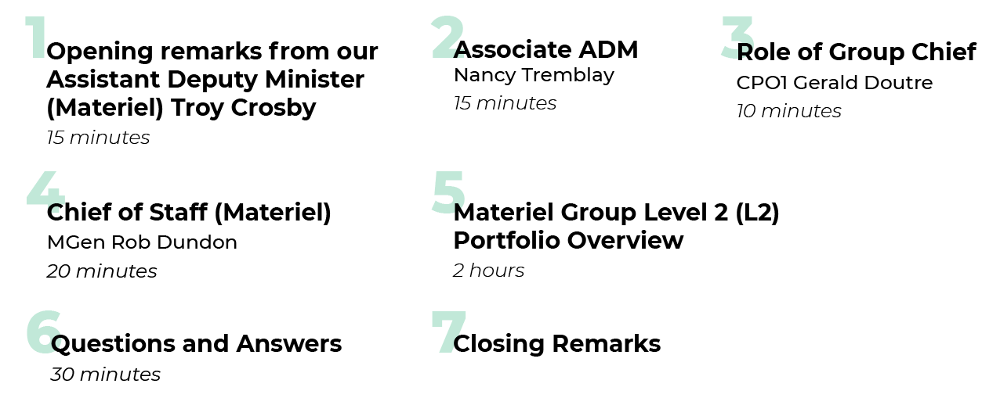 1
Opening remarks from our
Assistant Deputy Minister
(Materiel) Troy Crosby
15 minutes
2
Associate ADM
Nancy Tremblay
15 minutes
3
Role of Group Chief
CPO1 Gerald Doutre
10 minutes
4
Chief of Staff (Materiel)
MGen Rob Dundon
20 minutes
5
Materiel Group Level 2 (L2)
Portfolio Overview
2 hours
6
Questions and Answers
30 minutes
7
Closing Remarks